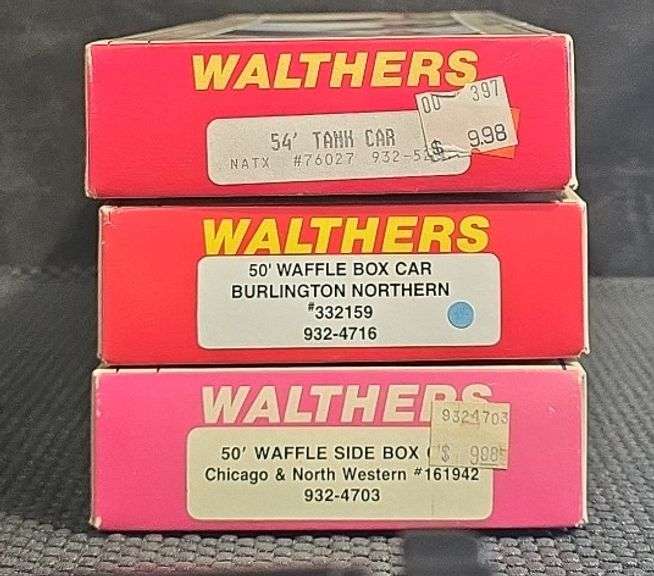 WALTHERS
00 397
$ 9.98
54' TANK CAR
NATX #76027
WALTHERS
50' WAFFLE BOX CAR
BURLINGTON NORTHERN
#332159
932-4716
WALTHERS
9324703
50' WAFFLE SIDE BOX
$ 998
Chicago & North Western #161942
932-4703